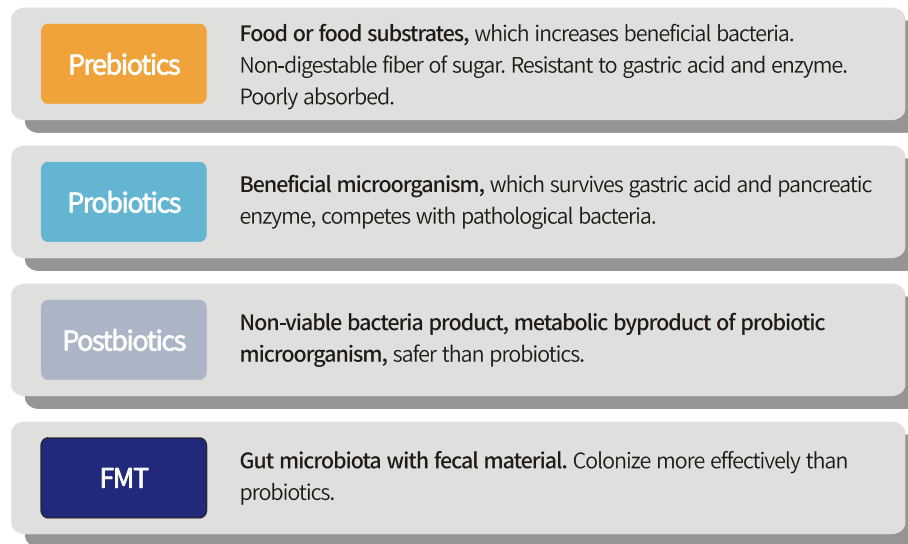 Prebiotics
Food or food substrates, which increases beneficial bacteria.
Non-digestable fiber of sugar. Resistant to gastric acid and enzyme.
Poorly absorbed.
Probiotics
Beneficial microorganism, which survives gastric acid and pancreatic
enzyme, competes with pathological bacteria.
Postbiotics
Non-viable bacteria product, metabolic byproduct of probiotic
microorganism, safer than probiotics.
FMT
Gut microbiota with fecal material. Colonize more effectively than
probiotics.